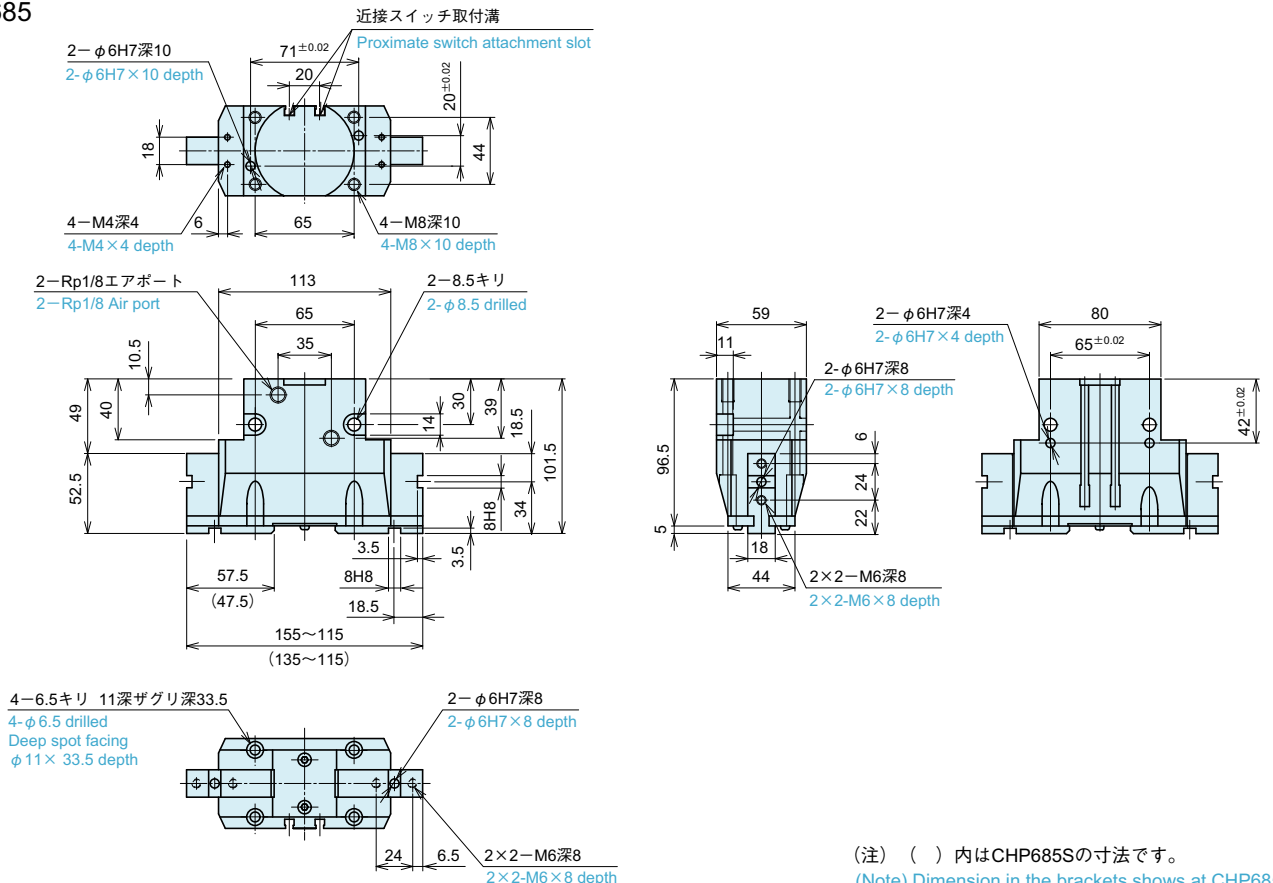 685
近接スイッチ取付溝
Proximate switch attachment slot
2−φ6H7深10
2-φ6H7×10 depth
71±0.02
20
20±0.02
18
44
4−M4深4
4-M4×4 depth
6
65
4−M8深10
4-M8×10 depth
2−Rp1/8エアポート
2−Rp1/8 Air port
113
2−8.5キリ
2-φ8.5 drilled
65
35
10.5
49
40
14
30
39
18.5
101.5
52.5
8H8
34
3.5
3.5
57.5
(47.5)
8H8
18.5
155〜115
(135〜115)
59
11
2-φ6H7深8
2-φ6H7×8 depth
96.5
5
6
24
22
18
44
2×2−M6深8
2×2-M6×8 depth
2−φ6H7深4
2-φ6H7×4 depth
80
65±0.02
42±0.02
4−6.5キリ 11深ザグリ深33.5
4-φ6.5 drilled
Deep spot facing
φ11× 33.5 depth
2−φ6H7深8
2-φ6H7×8 depth
24
6.5
2×2−M6深8
2×2-M6×8 depth
(注) ( )内はCHP685Sの寸法です。
(Note) Dimension in the brackets shows at CHP68